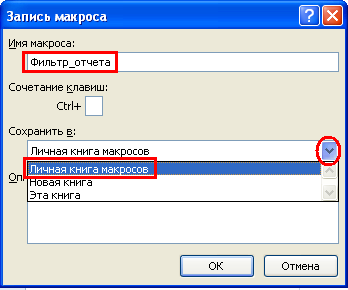 Запись макроса
Имя макроса:
Фильтр_отчета
Сочетание клавиш:
Ctrl+
Сохранить в:
Личная книга макросов
Личная книга макросов
Новая книга
Эта книга
ОК
Отмена